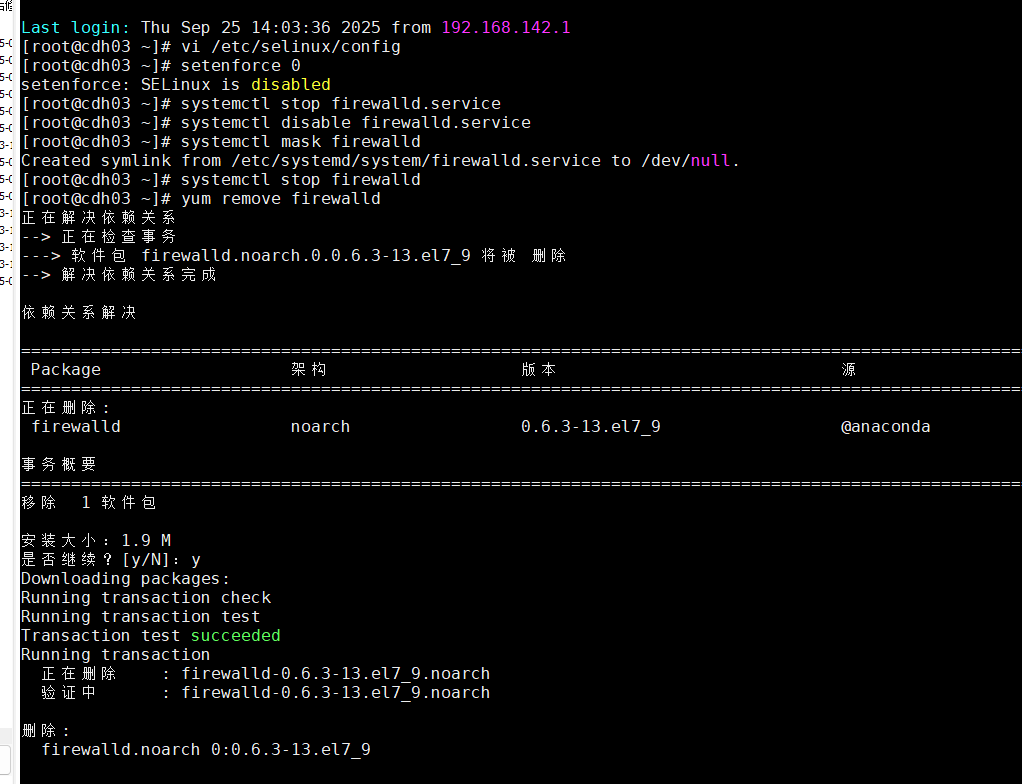 Last login: Thu Sep 25 14:03:36 2025 from 192.168.142.1
[root@cdh03 ~]# vi /etc/selinux/config
[root@cdh03 ~]# setenforce 0
setenforce: SELinux is disabled
[root@cdh03 ~]# systemctl stop firewalld.service
[root@cdh03 ~]# systemctl disable firewalld.service
[root@cdh03 ~]# systemctl mask firewalld
Created symlink from /etc/systemd/system/firewalld.service to /dev/null.
[root@cdh03 ~]# systemctl stop firewalld
[root@cdh03 ~]# yum remove firewalld
正在解决依赖关系
--> 正在检查事务
---> 软件包 firewalld.noarch.0.0.6.3-13.el7_9 将被 删除
--> 解决依赖关系完成
依赖关系解决
====================================================================================================
Package 架构 版本 源
====================================================================================================
正在删除:
firewalld noarch 0.6.3-13.el7_9 @anaconda
事务概要
====================================================================================================
移除 1 软件包
安装大小：1.9 M
是否继续？[y/N]：y
Downloading packages:
Running transaction check
Running transaction test
Transaction test succeeded
Running transaction
正在删除 : firewalld-0.6.3-13.el7_9.noarch
验证中 : firewalld-0.6.3-13.el7_9.noarch
删除:
firewalld.noarch 0:0.6.3-13.el7_9